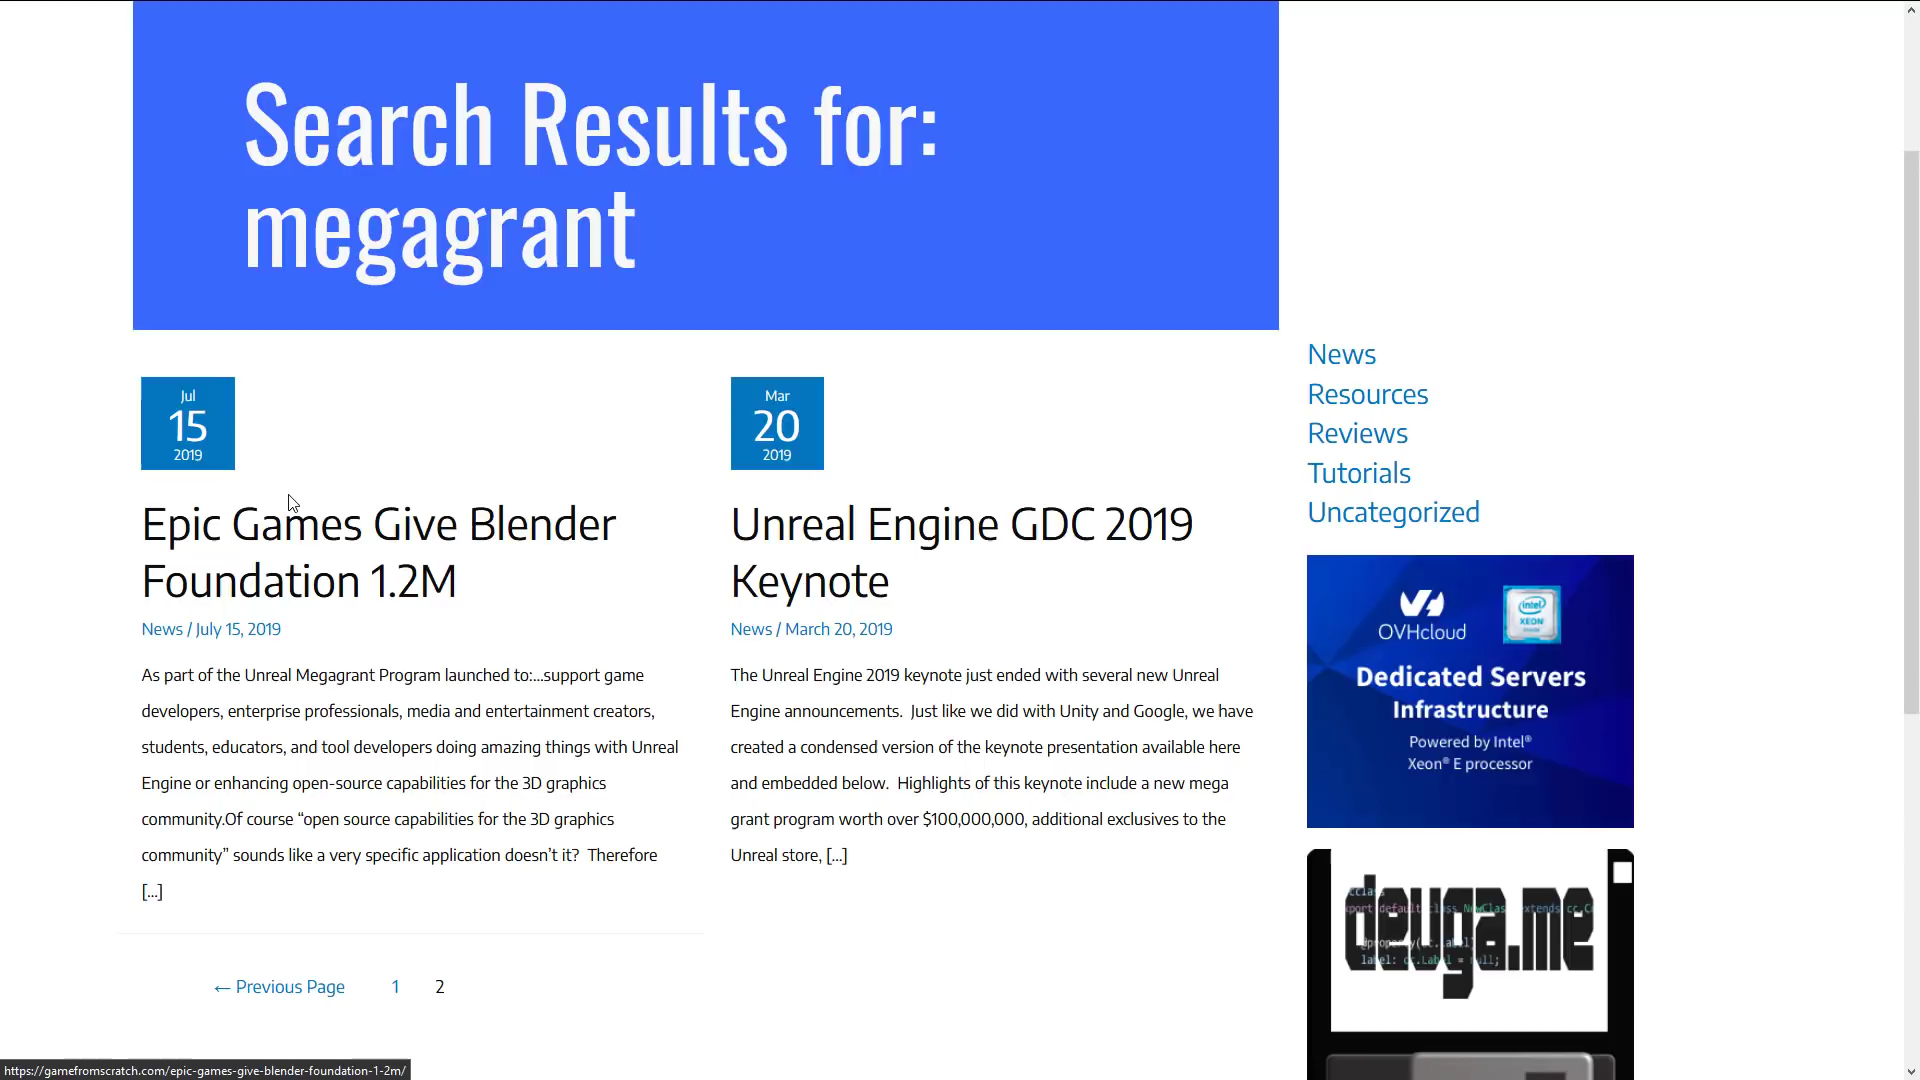 Search Results for:
megagrant
Jul
15
2019
Epic Games Give Blender
Foundation 1.2M
News / July 15, 2019
As part of the Unreal Megagrant Program launched to:...support game
developers, enterprise professionals, media and entertainment creators,
students, educators, and tool developers doing amazing things with Unreal
Engine or enhancing open-source capabilities for the 3D graphics
community.Of course “open source capabilities for the 3D graphics
community” sounds like a very specific application doesn’t it?  Therefore
[...]
Mar
20
2019
Unreal Engine GDC 2019
Keynote
News / March 20, 2019
The Unreal Engine 2019 keynote just ended with several new Unreal
Engine announcements.  Just like we did with Unity and Google, we have
created a condensed version of the keynote presentation available here
and embedded below.  Highlights of this keynote include a new mega
grant program worth over $100,000,000, additional exclusives to the
Unreal store, [...]
← Previous Page 1 2
News
Resources
Reviews
Tutorials
Uncategorized
OVHcloud
intel
XEON
Dedicated Servers
Infrastructure
Powered by Intel®
Xeon® E processor
devga.me
label: cc.Label = null;
https://gamefromscratch.com/epic-games-give-blender-foundation-1-2m/